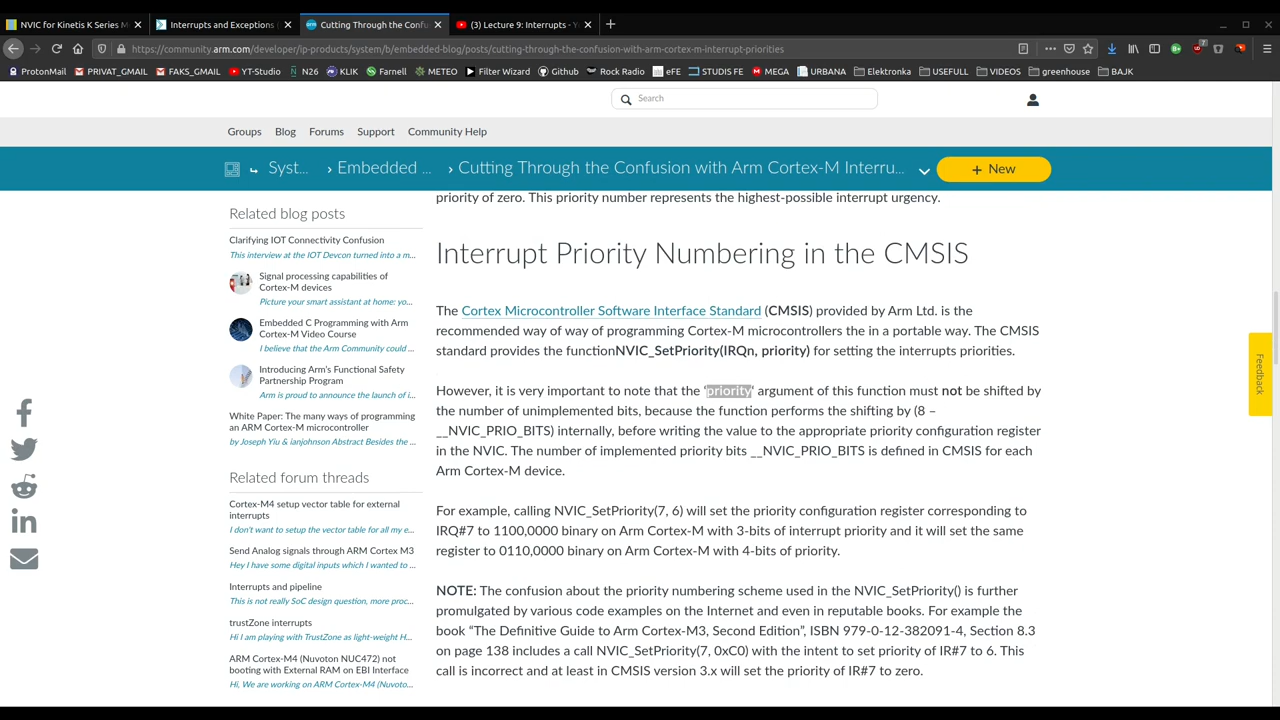 NVIC for Kinetis K Series M
Interrupts and Exceptions (
Cutting Through the Confu
(3) Lecture 9: Interrupts - Y
https://community.arm.com/developer/ip-products/system/b/embedded-blog/posts/cutting-through-the-confusion-with-arm-cortex-m-interrupt-priorities
ProtonMail PRIVAT_GMAIL FAKS_GMAIL YT-Studio N26 KLIK Farnell METEO Filter Wizard Github Rock Radio eFE STUDIS FE MEGA URBANA Elektronka USEFULL VIDEOS greenhouse BAJK
Search
Groups Blog Forums Support Community Help
Syst... › Embedded ... › Cutting Through the Confusion with Arm Cortex-M Interru...
+ New
priority of zero. This priority number represents the highest-possible interrupt urgency.
Related blog posts
Clarifying IOT Connectivity Confusion
This interview at the IOT Devcon turned into a m...
Signal processing capabilities of
Cortex-M devices
Picture your smart assistant at home: yo...
Embedded C Programming with Arm
Cortex-M Video Course
I believe that the Arm Community could ...
Introducing Arm's Functional Safety
Partnership Program
Arm is proud to announce the launch of i...
White Paper: The many ways of programming
an ARM Cortex-M microcontroller
by Joseph Yiu & ianjohnson Abstract Besides the ...
Related forum threads
Cortex-M4 setup vector table for external
interrupts
I don't want to setup the vector table for all my e...
Send Analog signals through ARM Cortex M3
Hey I have some digital inputs which I wanted to ...
Interrupts and pipeline
This is not really SoC design question, more proc...
trustZone interrupts
Hi I am playing with TrustZone as light-weight H...
ARM Cortex-M4 (Nuvoton NUC472) not
booting with External RAM on EBI Interface
Hi, We are working on ARM Cortex-M4 (Nuvoto...
Interrupt Priority Numbering in the CMSIS
The Cortex Microcontroller Software Interface Standard (CMSIS) provided by Arm Ltd. is the
recommended way of way of programming Cortex-M microcontrollers the in a portable way. The CMSIS
standard provides the functionNVIC_SetPriority(IRQn, priority) for setting the interrupts priorities.
However, it is very important to note that the 'priority' argument of this function must not be shifted by
the number of unimplemented bits, because the function performs the shifting by (8 –
__NVIC_PRIO_BITS) internally, before writing the value to the appropriate priority configuration register
in the NVIC. The number of implemented priority bits __NVIC_PRIO_BITS is defined in CMSIS for each
Arm Cortex-M device.
For example, calling NVIC_SetPriority(7, 6) will set the priority configuration register corresponding to
IRQ#7 to 1100,0000 binary on Arm Cortex-M with 3-bits of interrupt priority and it will set the same
register to 0110,0000 binary on Arm Cortex-M with 4-bits of priority.
NOTE: The confusion about the priority numbering scheme used in the NVIC_SetPriority() is further
promulgated by various code examples on the Internet and even in reputable books. For example the
book “The Definitive Guide to Arm Cortex-M3, Second Edition”, ISBN 979-0-12-382091-4, Section 8.3
on page 138 includes a call NVIC_SetPriority(7, 0xC0) with the intent to set priority of IR#7 to 6. This
call is incorrect and at least in CMSIS version 3.x will set the priority of IR#7 to zero.
Feedback